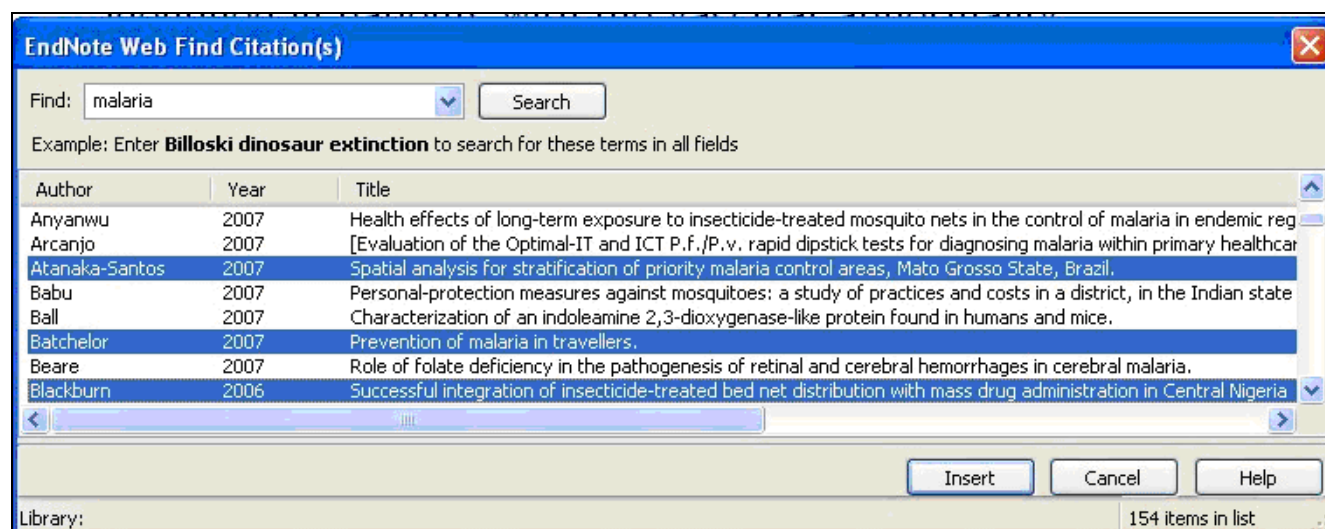 EndNote Web Find Citation(s)
Find: malaria Search
Example: Enter Billoski dinosaur extinction to search for these terms in all fields
Author Year Title
Anyanwu 2007 Health effects of long-term exposure to insecticide-treated mosquito nets in the control of malaria in endemic reg
Arcanjo 2007 [Evaluation of the Optimal-IT and ICT P.f./P.v. rapid dipstick tests for diagnosing malaria within primary healthcar
Atanaka-Santos 2007 Spatial analysis for stratification of priority malaria control areas, Mato Grosso State, Brazil.
Babu 2007 Personal-protection measures against mosquitoes: a study of practices and costs in a district, in the Indian state
Ball 2007 Characterization of an indoleamine 2,3-dioxygenase-like protein found in humans and mice.
Batchelor 2007 Prevention of malaria in travellers.
Beare 2007 Role of folate deficiency in the pathogenesis of retinal and cerebral hemorrhages in cerebral malaria.
Blackburn 2006 Successful integration of insecticide-treated bed net distribution with mass drug administration in Central Nigeria
Insert Cancel Help
Library: 154 items in list